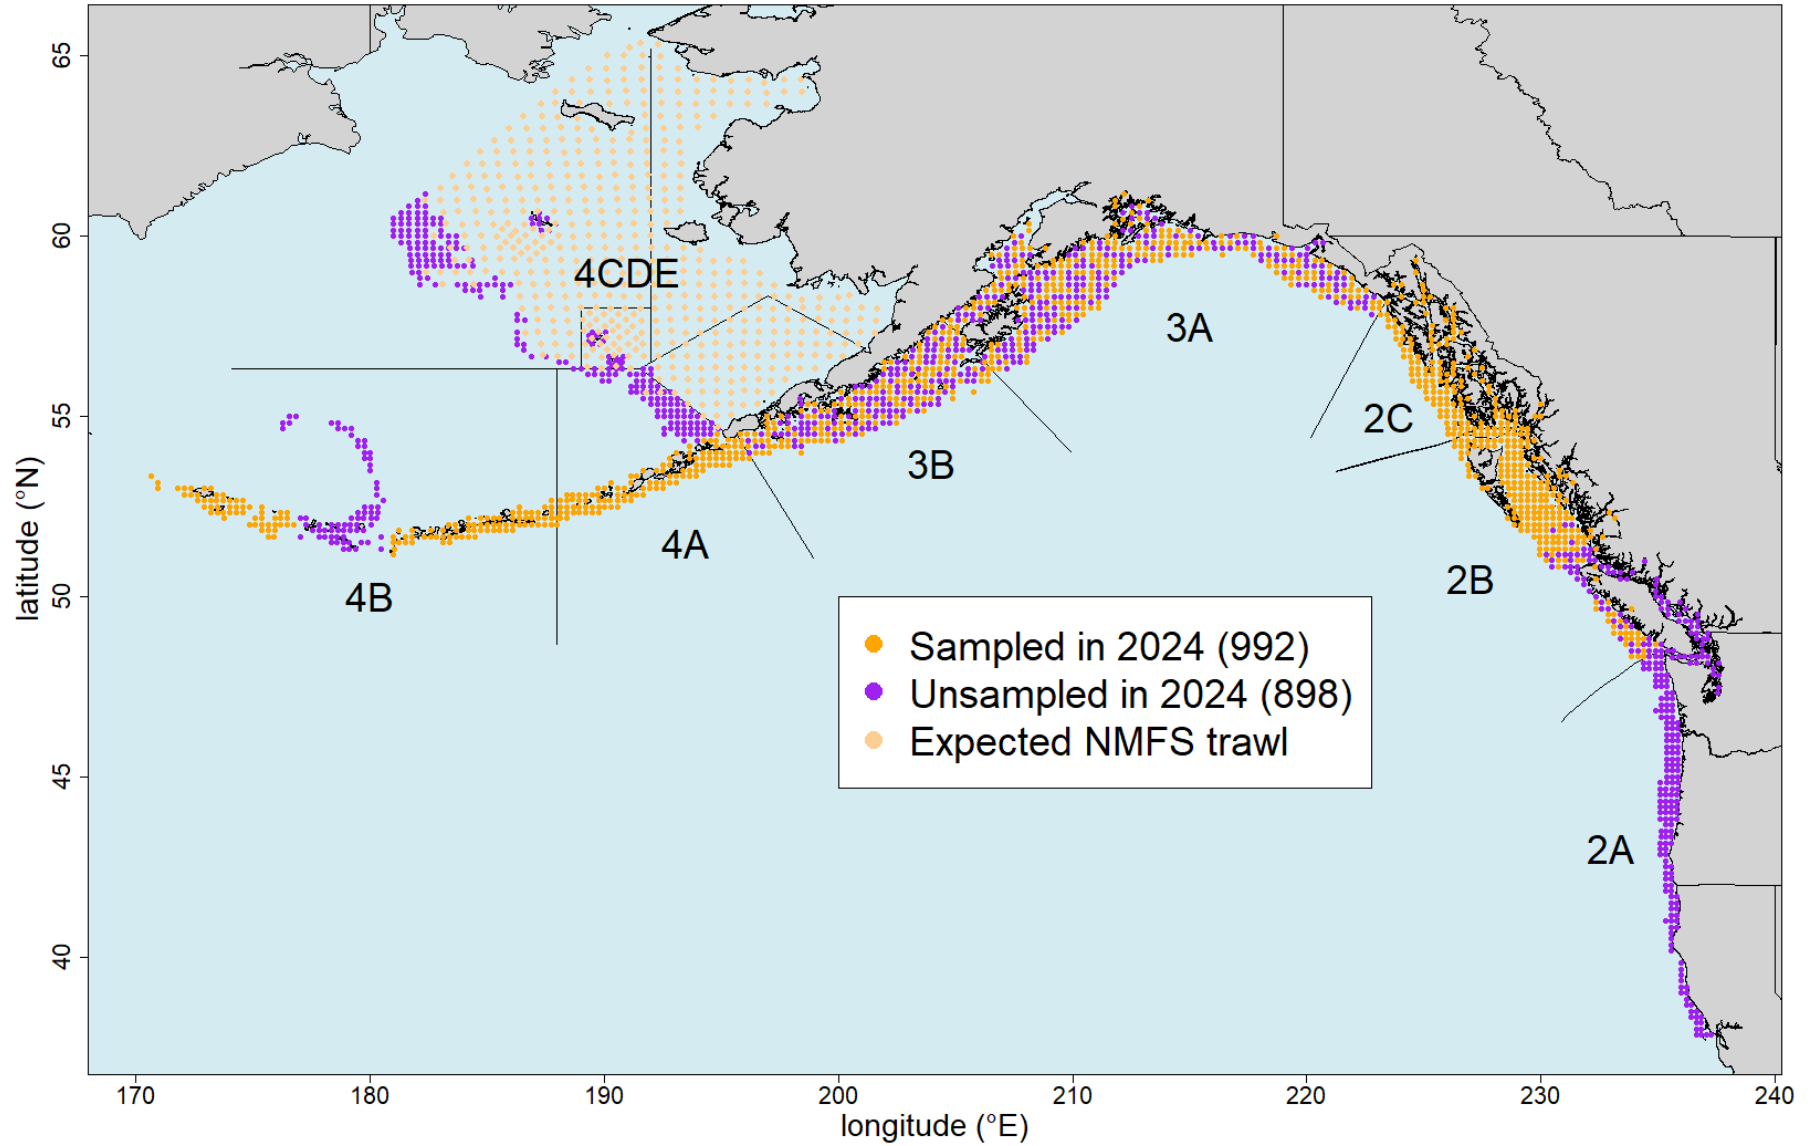 65
60
55
50
45
40
latitude (°N)
4CDE
3A
2C
3B
4A
4B
2B
2A
Sampled in 2024 (992)
Unsampled in 2024 (898)
Expected NMFS trawl
170
180
190
200
210
220
230
240
longitude (°E)